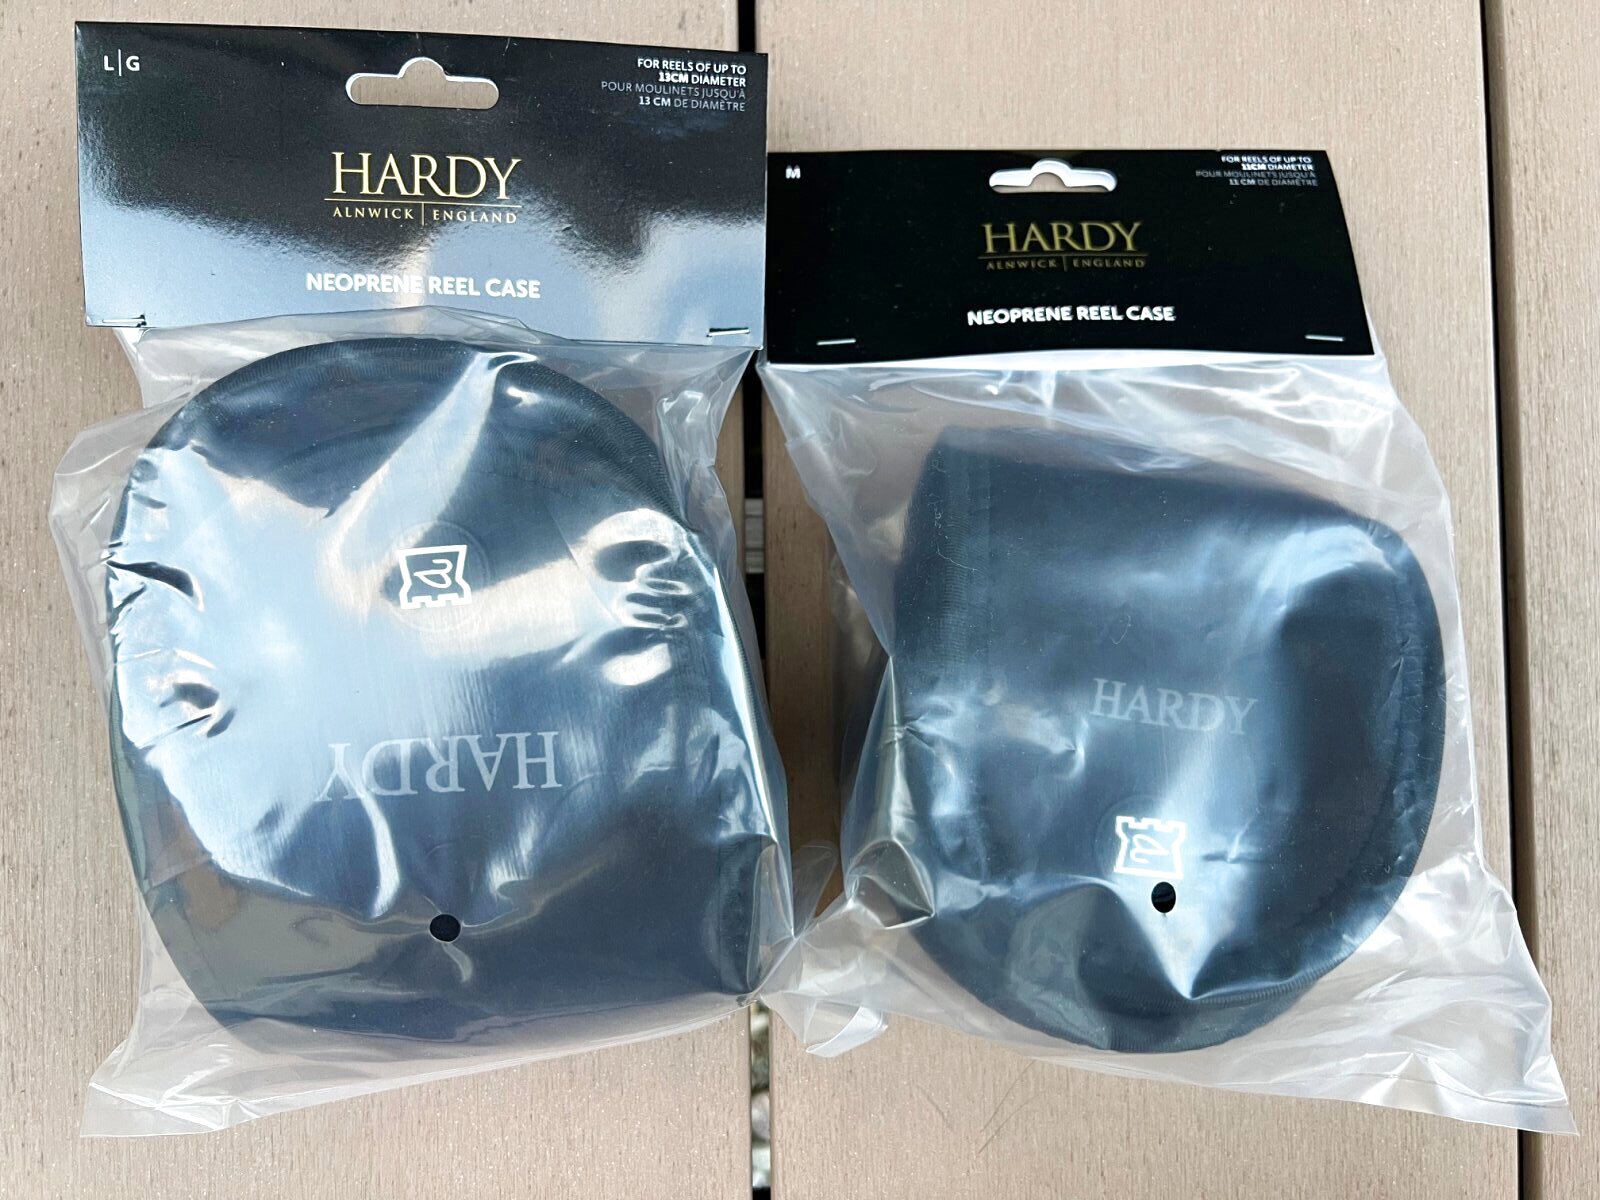 L|G
FOR REELS OF UP TO
13CM DIAMETER
POUR MOULINETS JUSQU'À
13 CM DE DIAMÈTRE
HARDY
ALNWICK | ENGLAND
NEOPRENE REEL CASE
HARDY
M
FOR REELS OF UP TO
11CM DIAMETER
POUR MOULINETS JUSQU'À
11 CM DE DIAMÈTRE
HARDY
ALNWICK | ENGLAND
NEOPRENE REEL CASE
HARDY